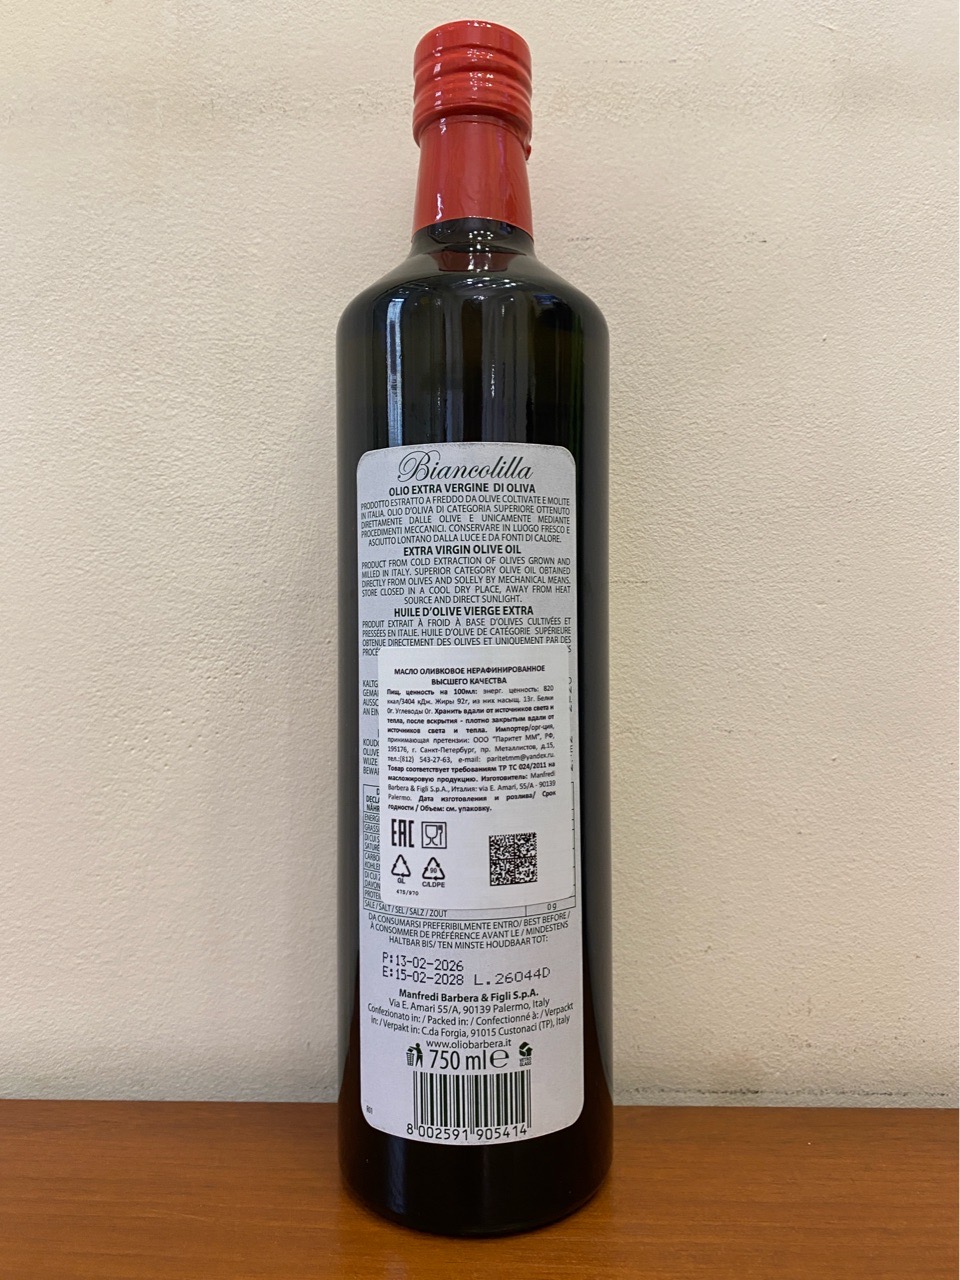 Biancolilla
OLIO EXTRA VERGINE DI OLIVA
PRODOTTO ESTRATTO A FREDDO DA OLIVE COLTIVATE E MOLITE
IN ITALIA. OLIO D'OLIVA DI CATEGORIA SUPERIORE OTTENUTO
DIRETTAMENTE DALLE OLIVE E UNICAMENTE MEDIANTE
PROCEDIMENTI MECCANICI. CONSERVARE IN LUOGO FRESCO E
ASCIUTTO LONTANO DALLA LUCE E DA FONTI DI CALORE.
EXTRA VIRGIN OLIVE OIL
PRODUCT FROM COLD EXTRACTION OF OLIVES GROWN AND
MILLED IN ITALY. SUPERIOR CATEGORY OLIVE OIL OBTAINED
DIRECTLY FROM OLIVES AND SOLELY BY MECHANICAL MEANS.
STORE CLOSED IN A COOL DRY PLACE, AWAY FROM HEAT
SOURCE AND DIRECT SUNLIGHT.
HUILE D'OLIVE VIERGE EXTRA
PRODUIT EXTRAIT À FROID À BASE D'OLIVES CULTIVÉES ET
PRESSÉES EN ITALIE. HUILE D'OLIVE DE CATÉGORIE SUPÉRIEURE
OBTENUE DIRECTEMENT DES OLIVES ET UNIQUEMENT PAR DES
МАСЛО ОЛИВКОВОЕ НЕРАФИНИРОВАННОЕ
ВЫСШЕГО КАЧЕСТВА
Пищ. ценность на 100мл: энерг. ценность: 820
ккал/3404 кДж. Жиры 92г, из них насыщ. 13г. Белки
0г. Углеводы 0г. Хранить вдали от источников света и
тепла, после вскрытия - плотно закрытым вдали от
источников света и тепла. Импортер/орг-ция,
принимающая претензии: ООО "Паритет ММ", РФ,
195176, г. Санкт-Петербург, пр. Металлистов, д.15,
тел.:(812) 543-27-63, e-mail: paritetmm@yandex.ru.
Товар соответствует требованиям ТР ТС 024/2011 на
масложировую продукцию. Изготовитель: Manfredi
Barbera & Figli S.p.A., Италия: via E. Amari, 55/A - 90139
Palermo. Дата изготовления и розлива/ Срок
годности / Объем: см. упаковку.
EAC
GL
90
C/LDPE
470/970
SALE / SALT / SEL / SALZ / ZOUT 0 g
DA CONSUMARSI PREFERIBILMENTE ENTRO/ BEST BEFORE /
A CONSOMMER DE PRÉFÉRENCE AVANT LE / MINDESTENS
HALTBAR BIS/ TEN MINSTE HOUDBAAR TOT:
P:13-02-2026
E:15-02-2028 L.26044D
Manfredi Barbera & Figli S.p.A.
Via E. Amari 55/A, 90139 Palermo, Italy
Confezionato in: / Packed in: / Confectionné à: / Verpackt
in: / Verpakt in: C.da Forgia, 91015 Custonaci (TP), Italy
www.oliobarbera.it
750 ml e
8 002591 905414